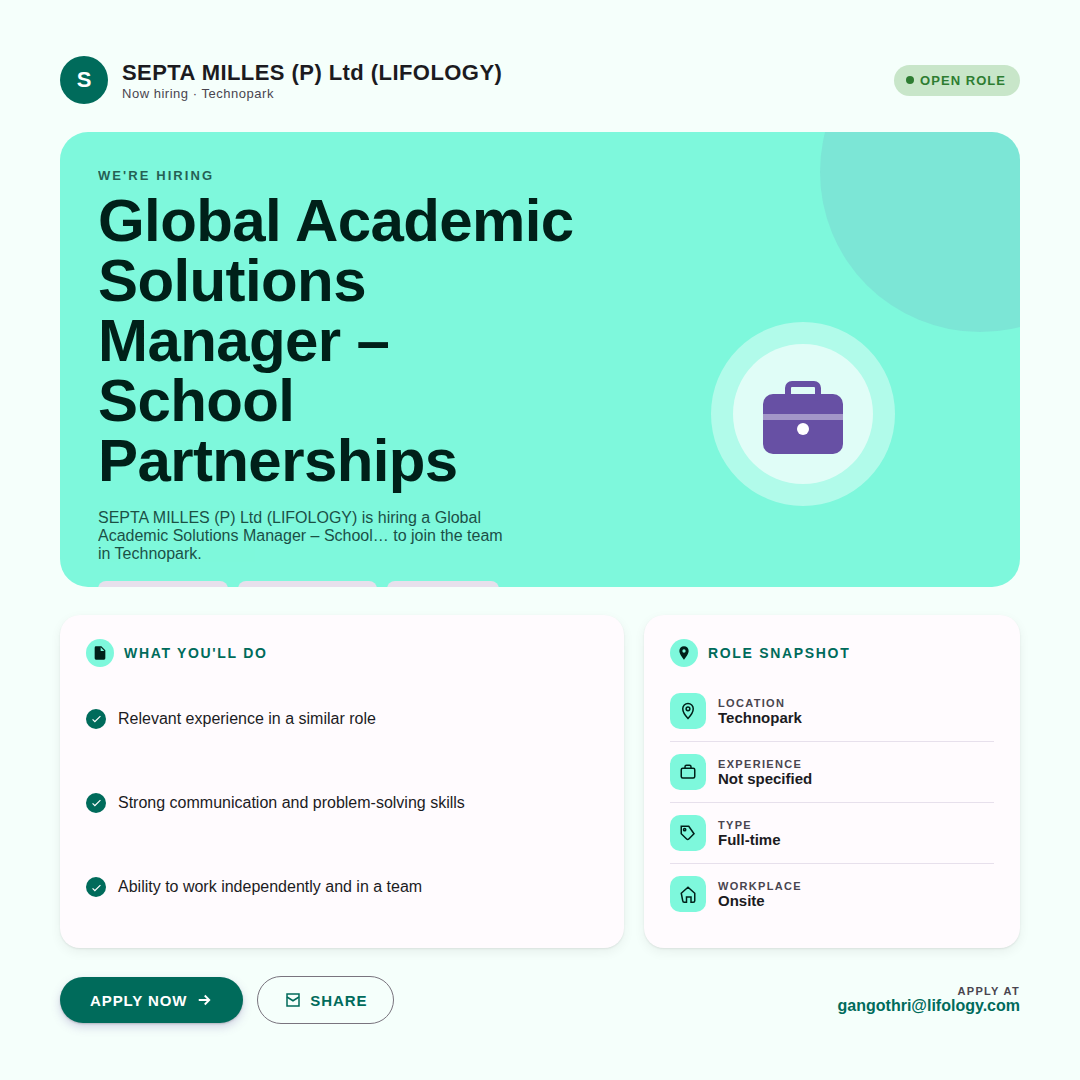 S
SEPTA MILLES (P) Ltd (LIFOLOGY)
Now hiring · Technopark
OPEN ROLE
WE'RE HIRING
Global Academic
Solutions
Manager –
School
Partnerships
SEPTA MILLES (P) Ltd (LIFOLOGY) is hiring a Global
Academic Solutions Manager – School… to join the team
in Technopark.
WHAT YOU'LL DO
Relevant experience in a similar role
Strong communication and problem-solving skills
Ability to work independently and in a team
ROLE SNAPSHOT
LOCATION
Technopark
EXPERIENCE
Not specified
TYPE
Full-time
WORKPLACE
Onsite
APPLY NOW
SHARE
APPLY AT
gangothri@lifology.com